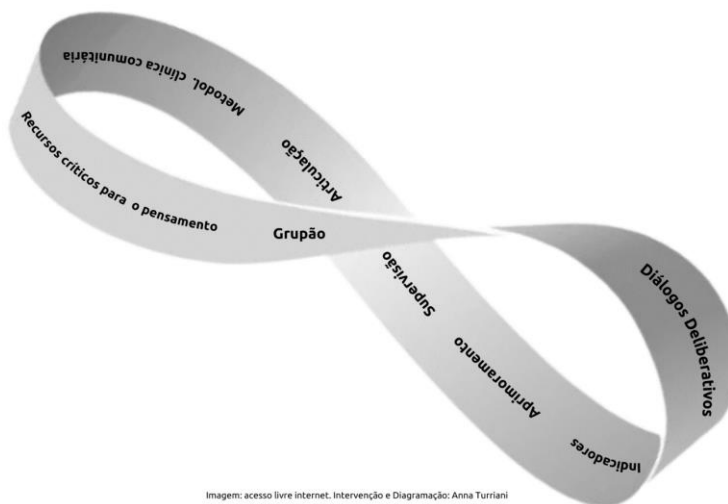 Metodol. clínica comunitária
Articulação
Recursos críticos para o pensamento
Grupão
Supervisão
Diálogos Deliberativos
Aprimoramento
Indicadores
Imagem: acesso livre internet. Intervenção e Diagramação: Anna Turriani